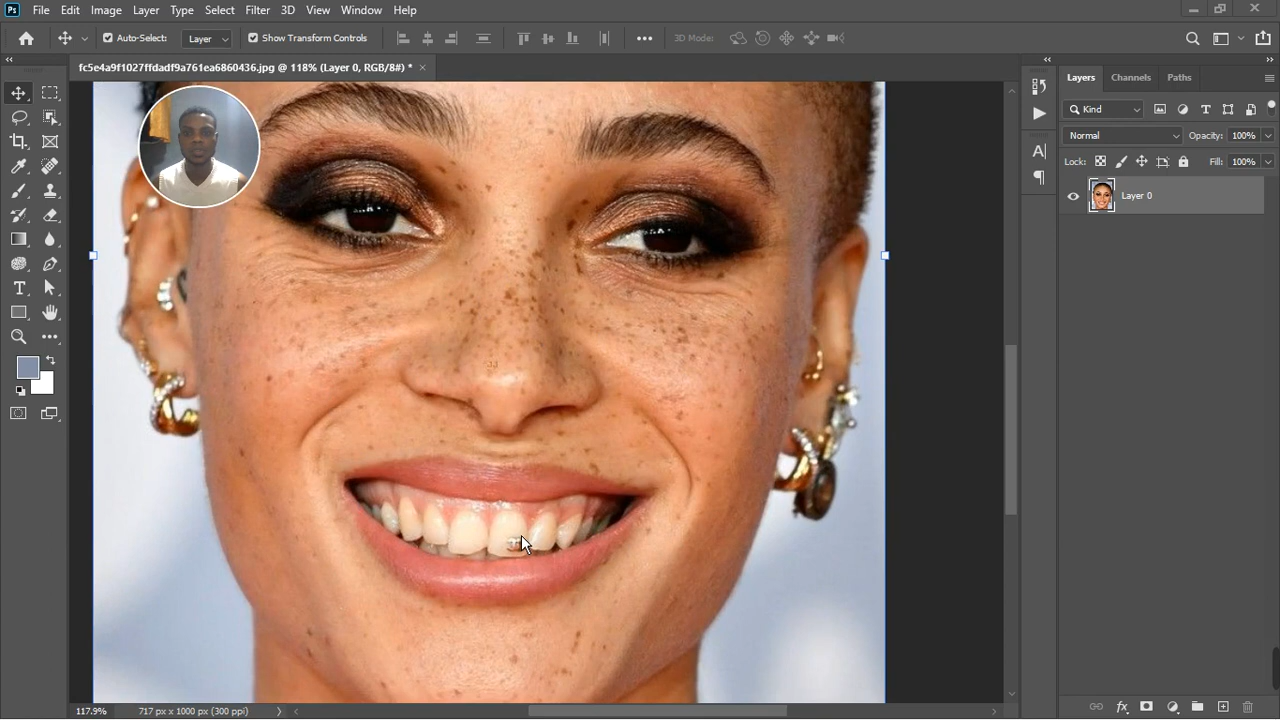 Ps File Edit Image Layer Type Select Filter 3D View Window Help
Auto-Select: Layer Show Transform Controls 3D Mode:
fc5e4a9f1027ffdadf9a761ea6860436.jpg @ 118% (Layer 0, RGB/8#) *
Layers Channels Paths
Kind
Normal Opacity: 100%
Lock: Fill: 100%
Layer 0
117.9% 717 px x 1000 px (300 ppi)